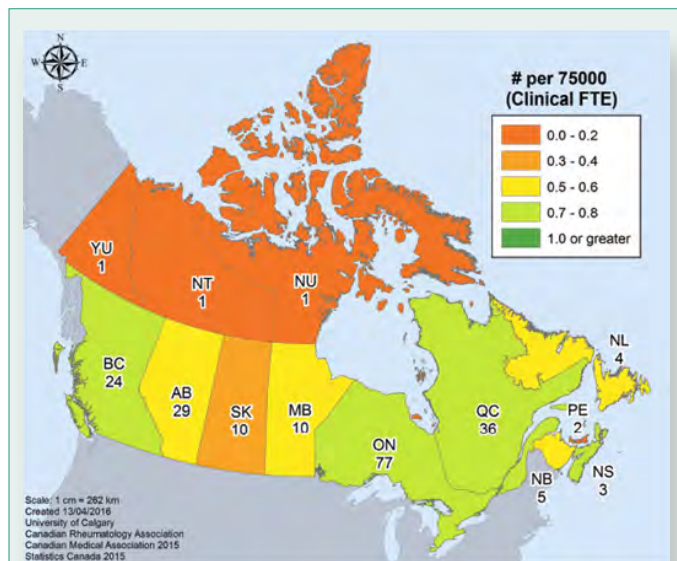 N
W E
S
# per 75000
(Clinical FTE)
0.0 - 0.2
0.3 - 0.4
0.5 - 0.6
0.7 - 0.8
1.0 or greater
YU
1
NT
1
NU
1
BC
24
AB
29
SK
10
MB
10
ON
77
QC
36
NL
4
PE
2
NB
5
NS
3
Scale: 1 cm = 262 km
Created 13/04/2016
University of Calgary
Canadian Rheumatology Association
Canadian Medical Association 2015
Statistics Canada 2015